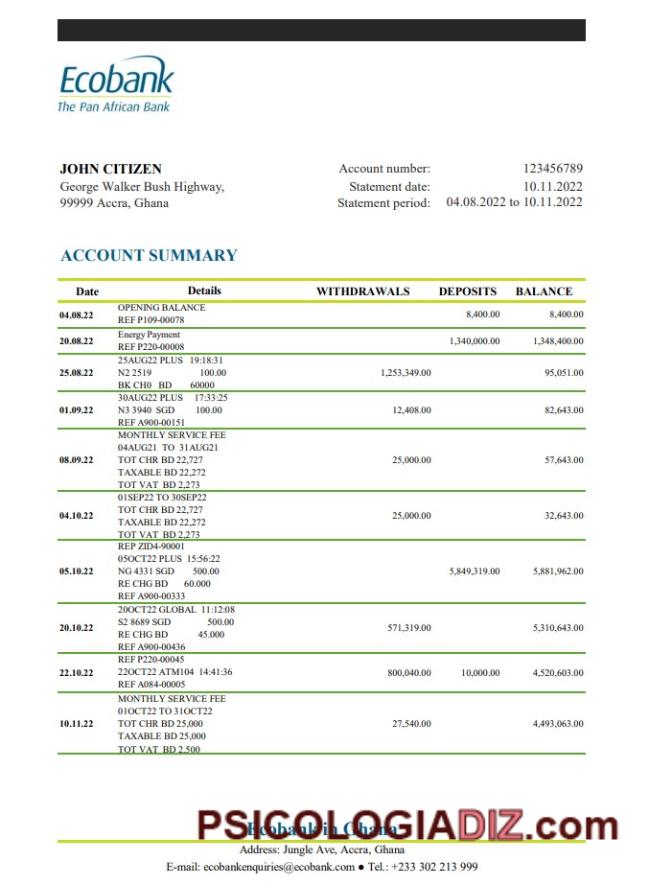 Ecobank
The Pan African Bank
JOHN CITIZEN
George Walker Bush Highway,
99999 Accra, Ghana
Account number: 123456789
Statement date: 10.11.2022
Statement period: 04.08.2022 to 10.11.2022
ACCOUNT SUMMARY
Date Details WITHDRAWALS DEPOSITS BALANCE
OPENING BALANCE
04.08.22 8,400.00 8,400.00
REF P109-00078
Energy Payment
20.08.22 1,340,000.00 1,348,400.00
REF P220-00008
25AUG22 PLUS 19:18:31
25.08.22 N2 2519 100.00 1,253,349.00 95,051.00
BK CH0 BD 60000
30AUG22 PLUS 17:33:25
01.09.22 N3 3940 SGD 100.00 12,408.00 82,643.00
REF A900-00151
MONTHLY SERVICE FEE
04AUG21 TO 31AUG21
08.09.22 TOT CHR BD 22,727 25,000.00 57,643.00
TAXABLE BD 22,272
TOT VAT BD 2,273
01SEP22 TO 30SEP22
04.10.22 TOT CHR BD 22,727 25,000.00 32,643.00
TAXABLE BD 22,272
TOT VAT BD 2,273
REP ZID4-90001
05OCT22 PLUS 15:56:22
05.10.22 NG 4331 SGD 500.00 5,849,319.00 5,881,962.00
RE CHG BD 60.000
REF A900-00333
20OCT22 GLOBAL 11:12:08
20.10.22 S2 8689 SGD 500.00 571,319.00 5,310,643.00
RE CHG BD 45.000
REF A900-00436
REF P220-00045
22.10.22 22OCT22 ATM104 14:41:36 800,040.00 10,000.00 4,520,603.00
REF A084-00005
MONTHLY SERVICE FEE
01OCT22 TO 31OCT22
10.11.22 TOT CHR BD 25,000 27,540.00 4,493,063.00
TAXABLE BD 25,000
TOT VAT BD 2,500
PSICOLOGIADIZ.com
Ecobank in Ghana
Address: Jungle Ave, Accra, Ghana
E-mail: ecobankenquiries@ecobank.com ● Tel.: +233 302 213 999